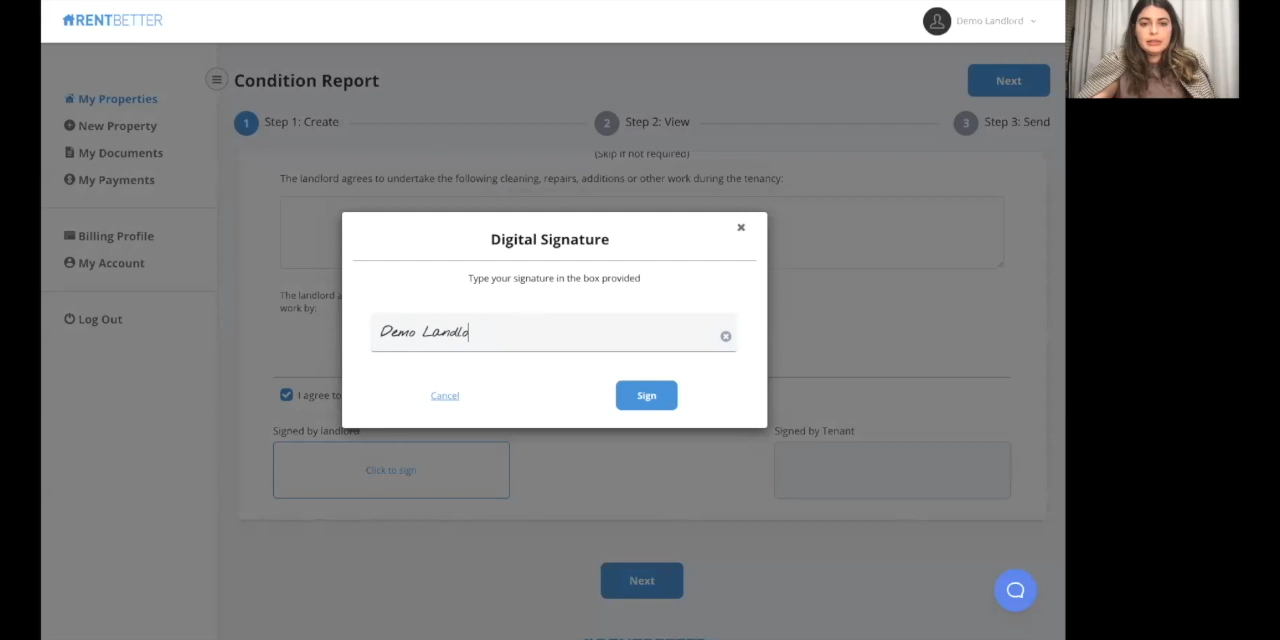 RENTBETTER
Demo Landlord
Condition Report
Next
My Properties
New Property
My Documents
My Payments
Billing Profile
My Account
Log Out
1 Step 1: Create
2 Step 2: View
3 Step 3: Send
(Skip if not required)
The landlord agrees to undertake the following cleaning, repairs, additions or other work during the tenancy:
Digital Signature
Type your signature in the box provided
Demo Landlo
Cancel
Sign
The landlord a
work by:
I agree to
Signed by landlord
Click to sign
Signed by Tenant
Next